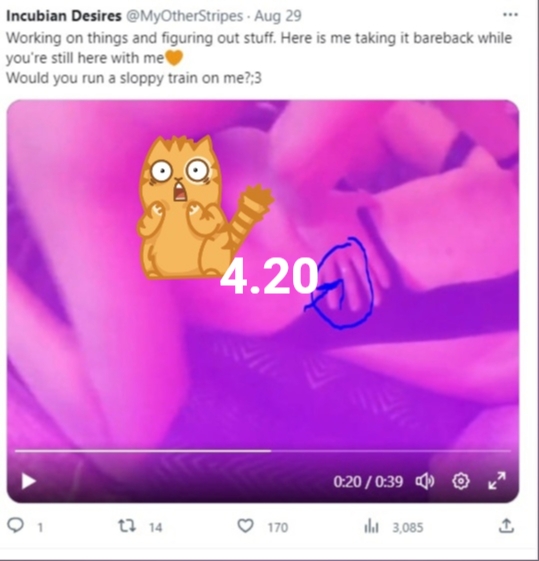 Incubian Desires @MyOtherStripes · Aug 29
Working on things and figuring out stuff. Here is me taking it bareback while
you're still here with me🧡
Would you run a sloppy train on me?;3
4.20
0:20 / 0:39
1 14 170 3,085